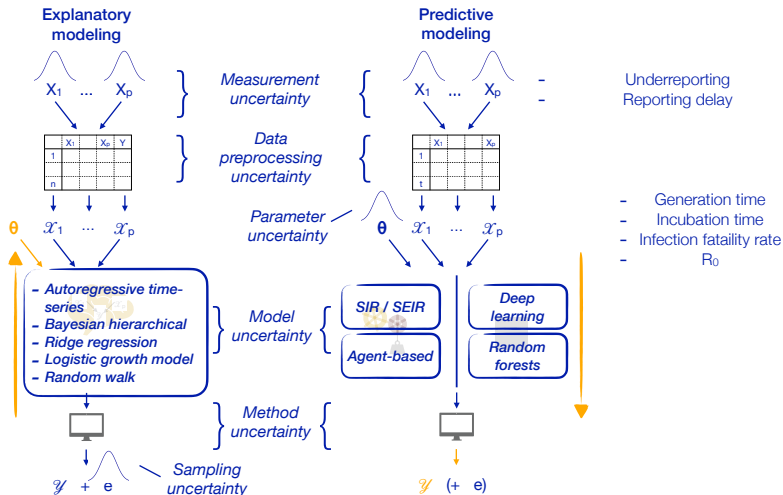 Explanatory
modeling
Predictive
modeling
X1 ... Xp
Measurement
uncertainty
X1 ... Xp
- Underreporting
- Reporting delay
X1 Xp Y
1
n
Data
preprocessing
uncertainty
X1 Xp
1
t
θ 𝒳1 ... 𝒳p
Parameter
uncertainty
θ 𝒳1 ... 𝒳p
- Generation time
- Incubation time
- Infection fataility rate
- R0
- Autoregressive time-
series
- Bayesian hierarchical
- Ridge regression
- Logistic growth model
- Random walk
Model
uncertainty
SIR / SEIR
Agent-based
Deep
learning
Random
forests
Method
uncertainty
𝒴 + e
Sampling
uncertainty
𝒴 (+ e)